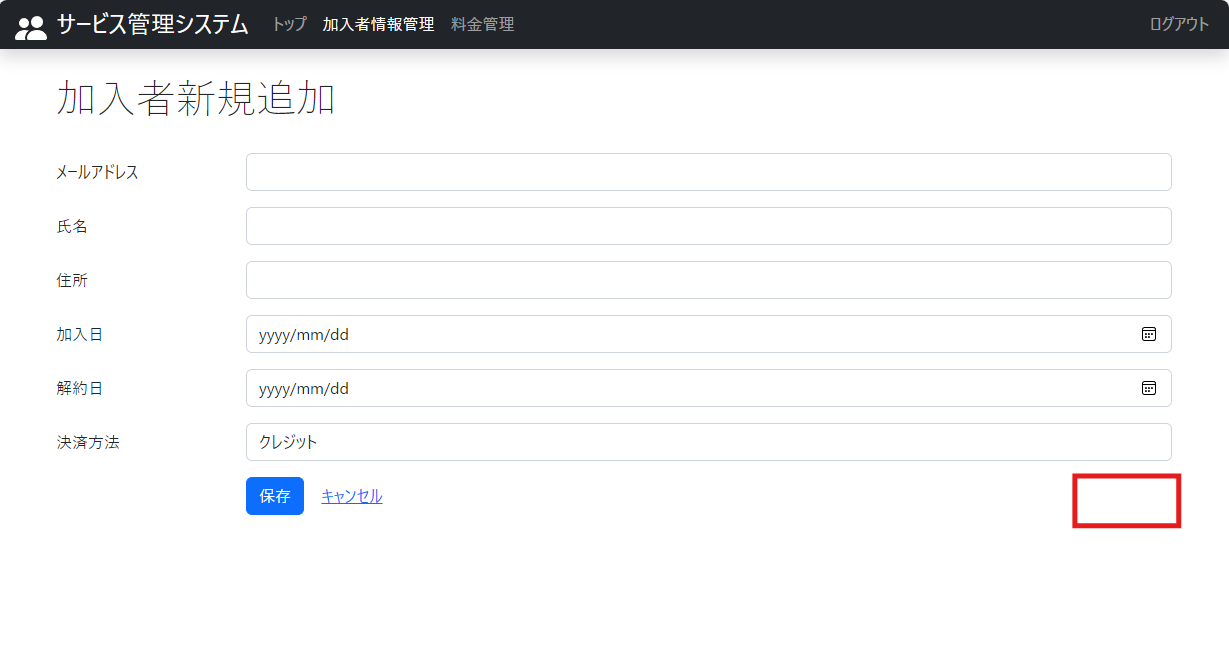 サービス管理システム トップ 加入者情報管理 料金管理 ログアウト
加入者新規追加
メールアドレス
氏名
住所
加入日 yyyy/mm/dd
解約日 yyyy/mm/dd
決済方法 クレジット
保存 キャンセル